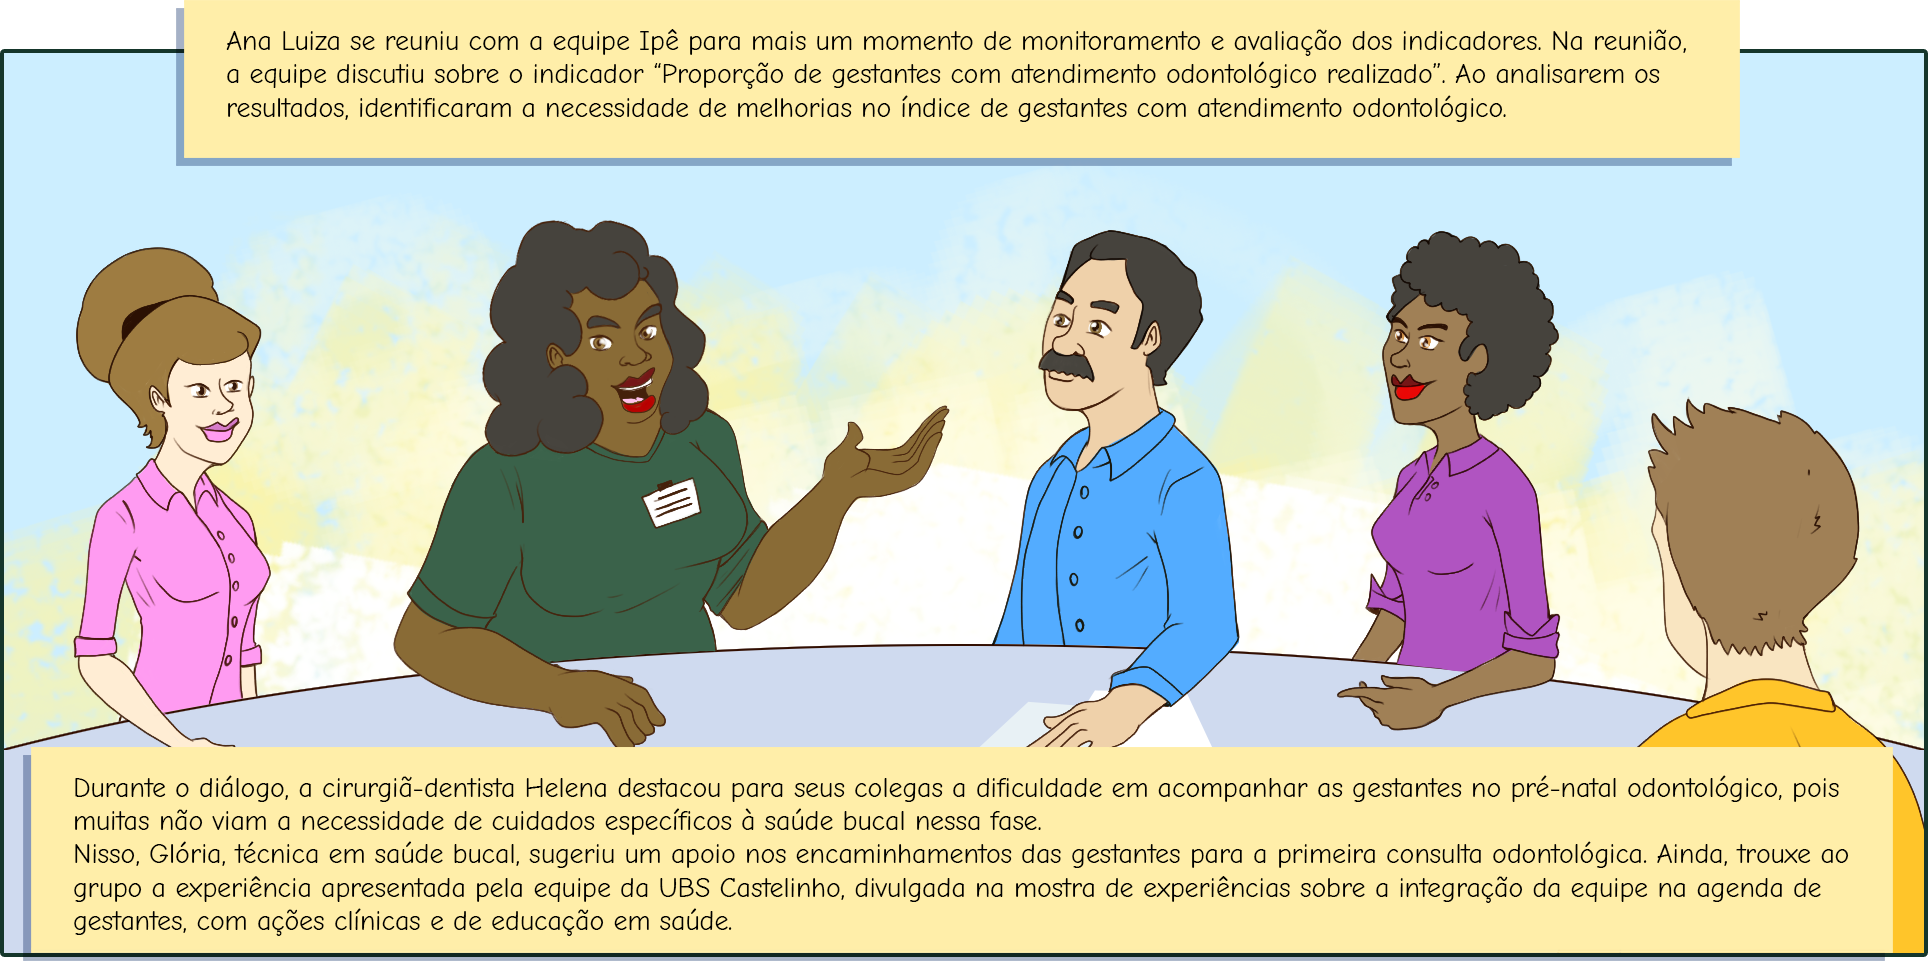 Ana Luiza se reuniu com a equipe Ipê para mais um momento de monitoramento e avaliação dos indicadores. Na reunião,
a equipe discutiu sobre o indicador “Proporção de gestantes com atendimento odontológico realizado”. Ao analisarem os
resultados, identificaram a necessidade de melhorias no índice de gestantes com atendimento odontológico.
Durante o diálogo, a cirurgiã-dentista Helena destacou para seus colegas a dificuldade em acompanhar as gestantes no pré-natal odontológico, pois
muitas não viam a necessidade de cuidados específicos à saúde bucal nessa fase.
Nisso, Glória, técnica em saúde bucal, sugeriu um apoio nos encaminhamentos das gestantes para a primeira consulta odontológica. Ainda, trouxe ao
grupo a experiência apresentada pela equipe da UBS Castelinho, divulgada na mostra de experiências sobre a integração da equipe na agenda de
gestantes, com ações clínicas e de educação em saúde.